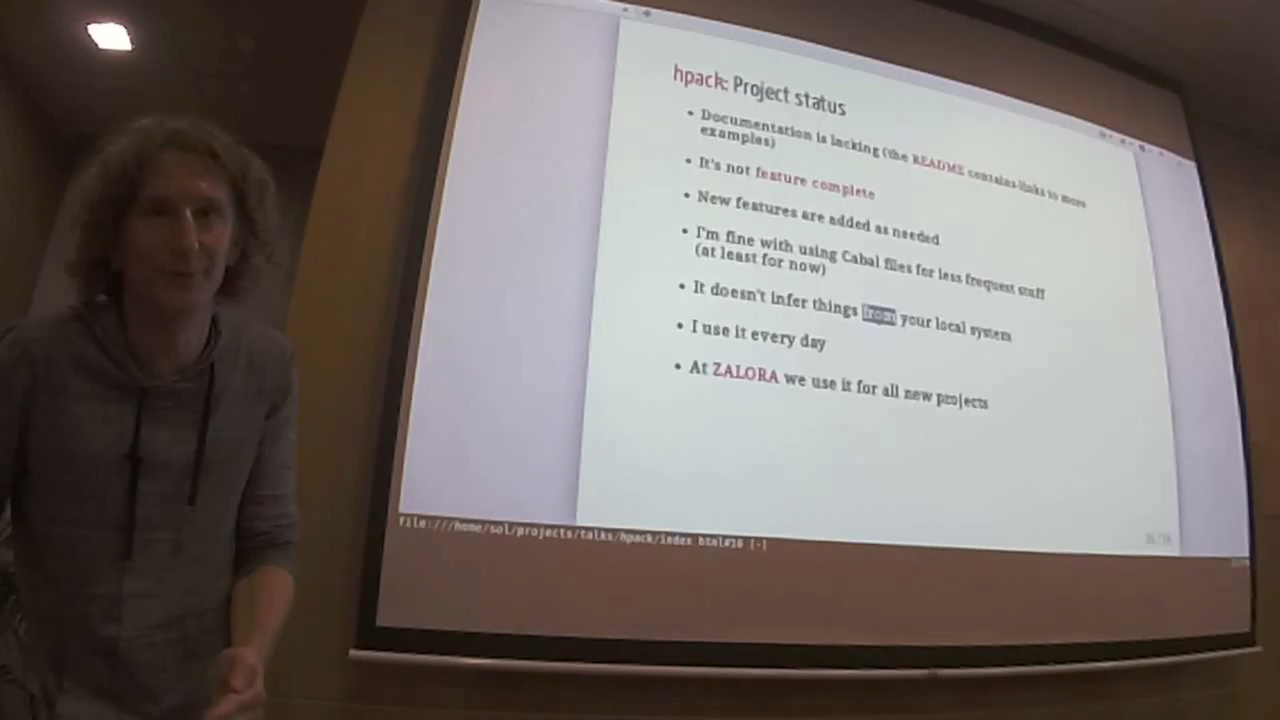 hpack: Project status
• Documentation is lacking (the README contains links to more
examples)
• It's not feature complete
• New features are added as needed
• I'm fine with using Cabal files for less frequest stuff
(at least for now)
• It doesn't infer things from your local system
• I use it every day
• At ZALORA we use it for all new projects
file:///home/sol/projects/talks/hpack/index.html#16 [-]